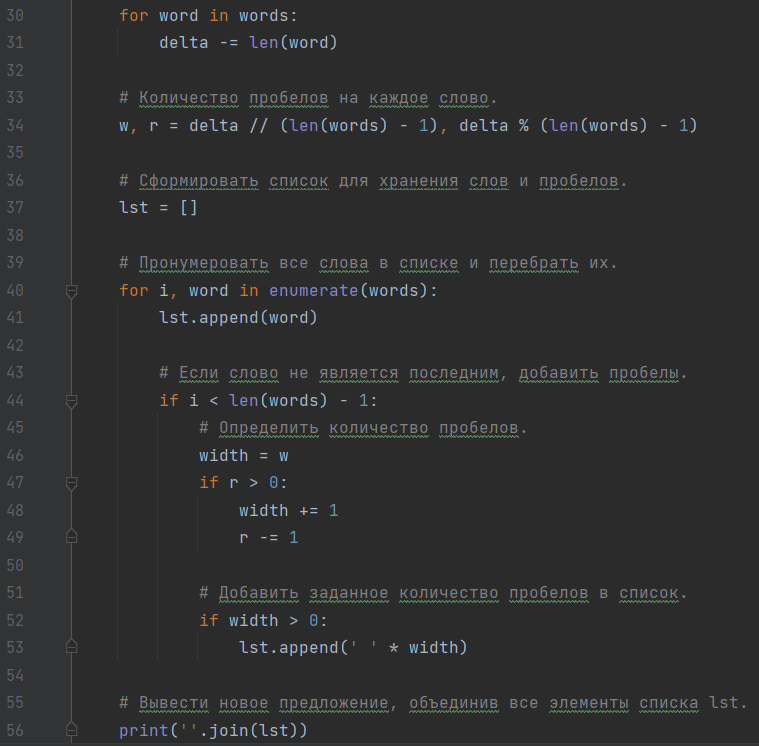 30 for word in words:
31 delta -= len(word)
32
33 # Количество пробелов на каждое слово.
34 w, r = delta // (len(words) - 1), delta % (len(words) - 1)
35
36 # Сформировать список для хранения слов и пробелов.
37 lst = []
38
39 # Пронумеровать все слова в списке и перебрать их.
40 for i, word in enumerate(words):
41 lst.append(word)
42
43 # Если слово не является последним, добавить пробелы.
44 if i < len(words) - 1:
45 # Определить количество пробелов.
46 width = w
47 if r > 0:
48 width += 1
49 r -= 1
50
51 # Добавить заданное количество пробелов в список.
52 if width > 0:
53 lst.append(' ' * width)
54
55 # Вывести новое предложение, объединив все элементы списка lst.
56 print(''.join(lst))